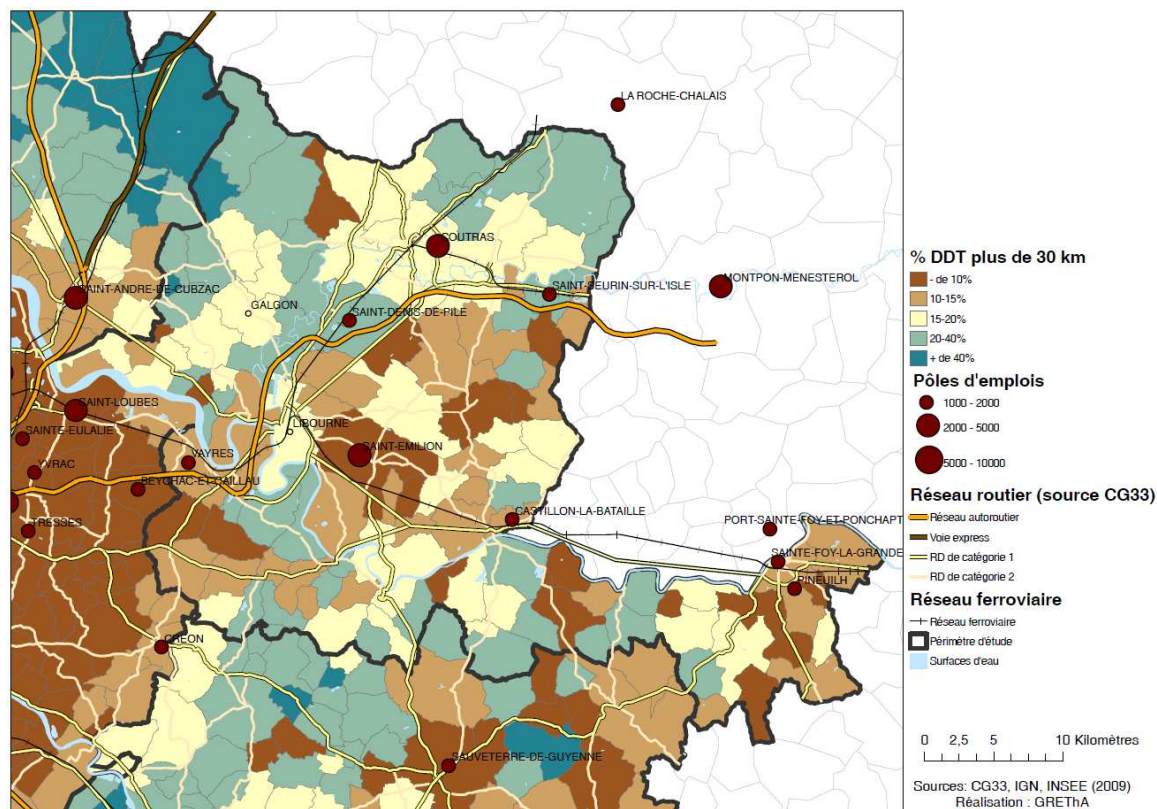 LA ROCHE-CHALAIS
COUTRAS
MONTPON-MENESTEROL
SAINT-ANDRE-DE-CUBZAC
SAINT-SEURIN-SUR-L'ISLE
GALGON
SAINT-DENIS-DE-PILE
SAINT-LOUBES
LIBOURNE
SAINTE-EULALIE
SAINT-EMILION
VAYRES
YVRAC
BEYCHAC-ET-CAILLAU
CASTILLON-LA-BATAILLE
TRESSES
PORT-SAINTE-FOY-ET-PONCHAPT
SAINTE-FOY-LA-GRANDE
PINEUILH
CREON
SAUVETERRE-DE-GUYENNE
% DDT plus de 30 km
- de 10%
10-15%
15-20%
20-40%
+ de 40%
Pôles d'emplois
1000 - 2000
2000 - 5000
5000 - 10000
Réseau routier (source CG33)
Réseau autoroutier
Voie express
RD de catégorie 1
RD de catégorie 2
Réseau ferroviaire
Réseau ferroviaire
Périmètre d'étude
Surfaces d'eau
0 2,5 5 10 Kilomètres
Sources: CG33, IGN, INSEE (2009)
Réalisation : GREThA